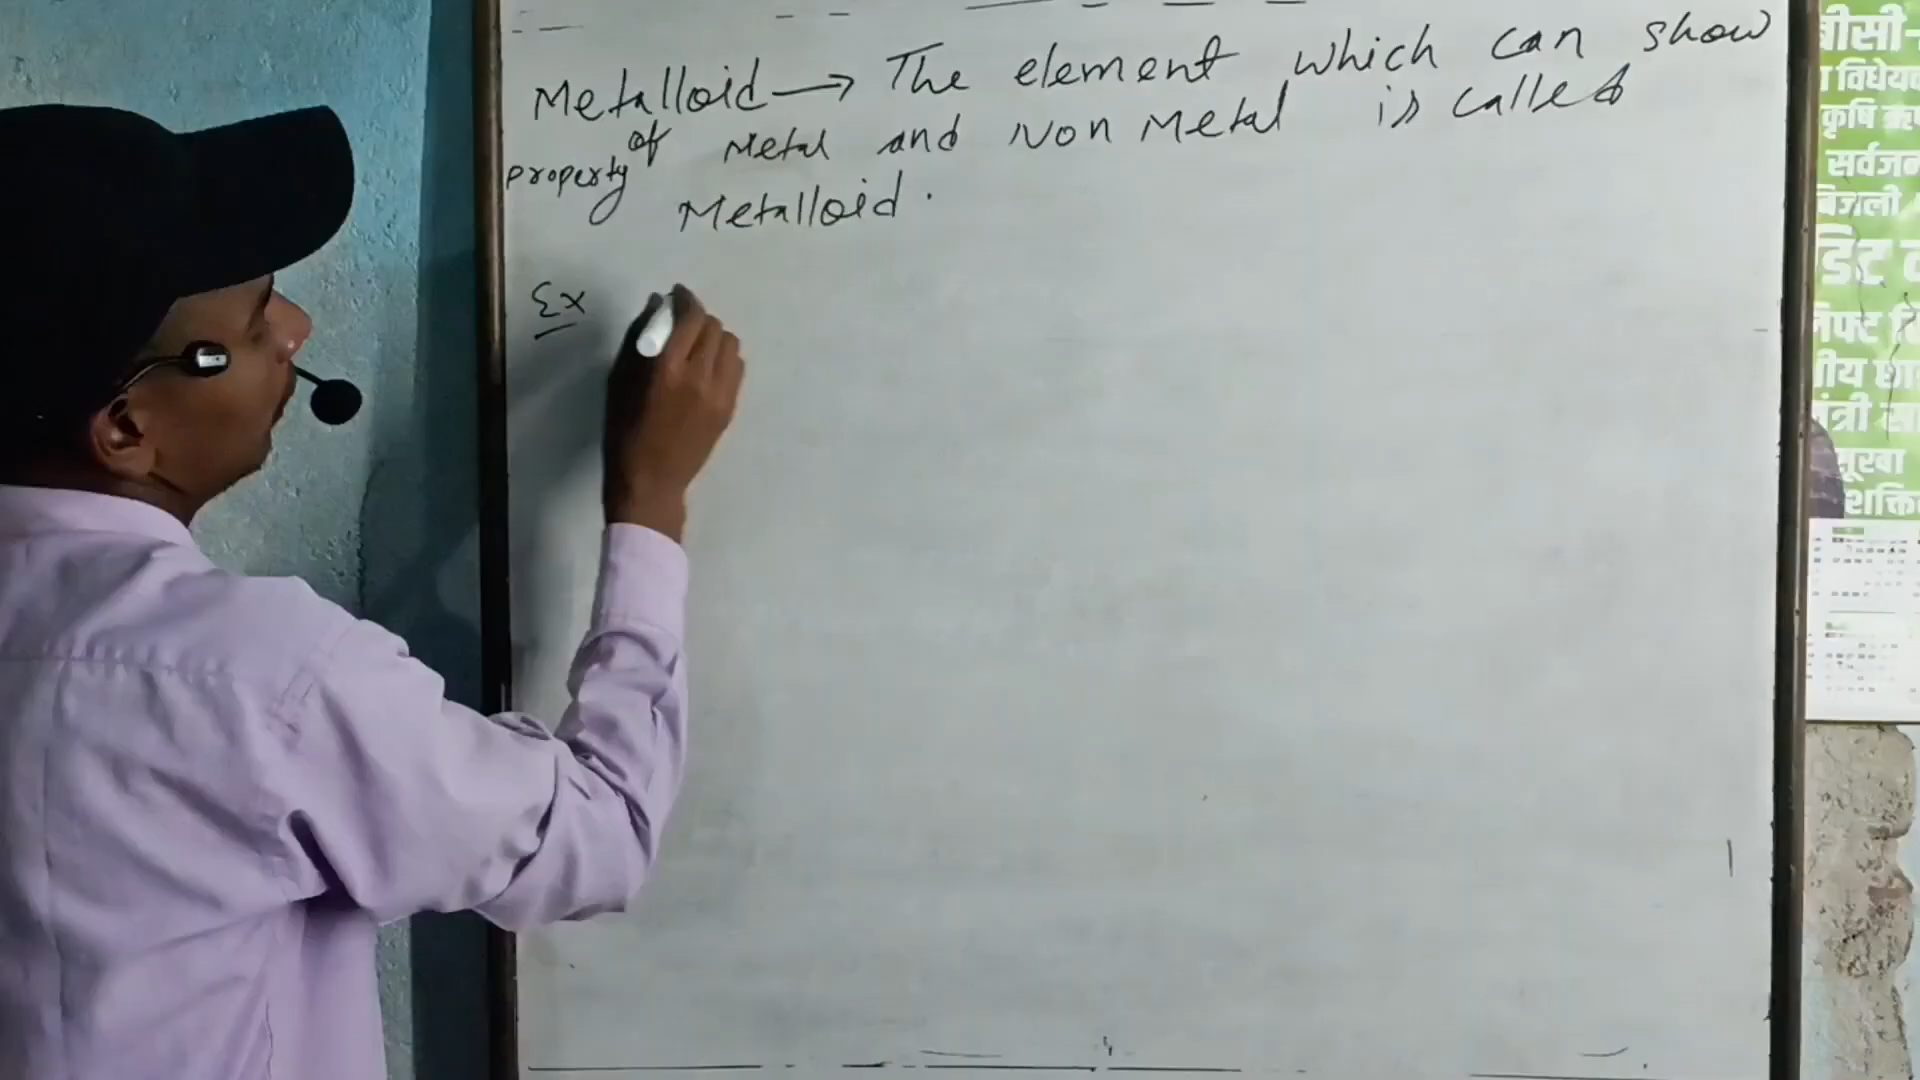 Metalloid → The element which can show
property of Metal and Non Metal is called
Metalloid.
Ex
कृषि
सर्वजन
बिजली